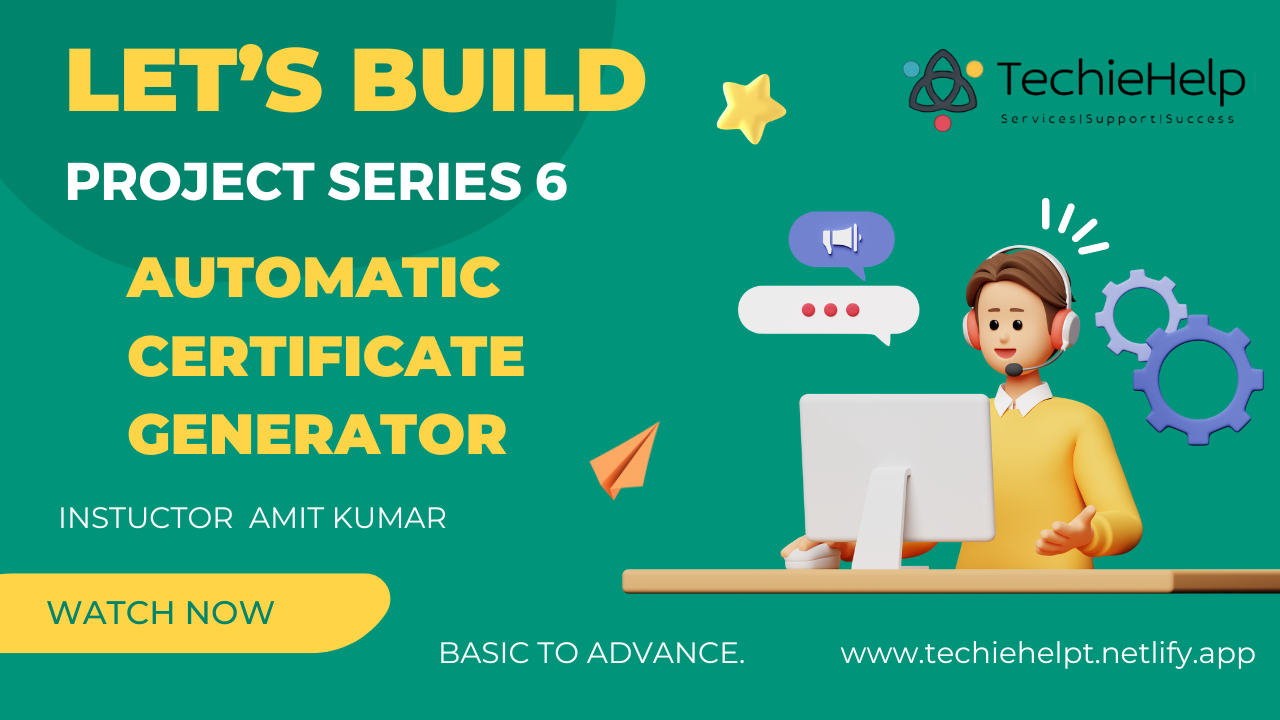 LET’S BUILD
TechieHelp
Services|Support|Success
PROJECT SERIES 6
AUTOMATIC
CERTIFICATE
GENERATOR
INSTUCTOR  AMIT KUMAR
WATCH NOW
BASIC TO ADVANCE.
www.techiehelpt.netlify.app